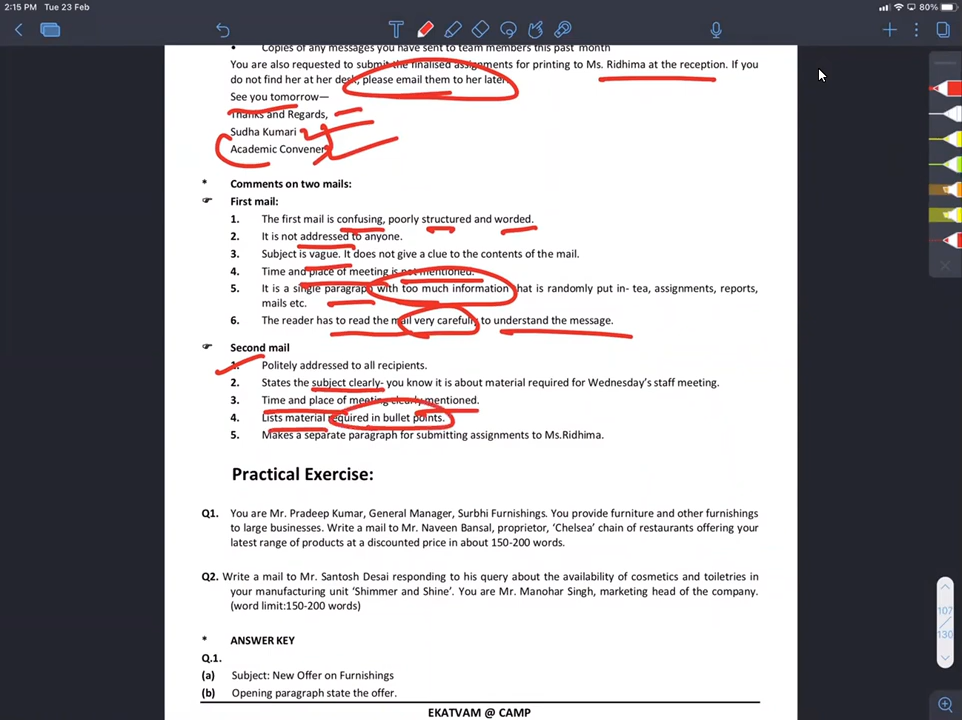 2:15 PM Tue 23 Feb
80%
• Copies of any messages you have sent to team members this past month
You are also requested to submit the finalised assignments for printing to Ms. Ridhima at the reception. If you
do not find her at her desk, please email them to her later.
See you tomorrow—
Thanks and Regards,
Sudha Kumari
Academic Convener
* Comments on two mails:
☞ First mail:
1. The first mail is confusing, poorly structured and worded.
2. It is not addressed to anyone.
3. Subject is vague. It does not give a clue to the contents of the mail.
4. Time and place of meeting is not mentioned.
5. It is a single paragraph with too much information that is randomly put in- tea, assignments, reports,
mails etc.
6. The reader has to read the mail very carefully to understand the message.
☞ Second mail
1. Politely addressed to all recipients.
2. States the subject clearly- you know it is about material required for Wednesday's staff meeting.
3. Time and place of meeting clearly mentioned.
4. Lists material required in bullet points.
5. Makes a separate paragraph for submitting assignments to Ms.Ridhima.
Practical Exercise:
Q1. You are Mr. Pradeep Kumar, General Manager, Surbhi Furnishings. You provide furniture and other furnishings
to large businesses. Write a mail to Mr. Naveen Bansal, proprietor, 'Chelsea' chain of restaurants offering your
latest range of products at a discounted price in about 150-200 words.
Q2. Write a mail to Mr. Santosh Desai responding to his query about the availability of cosmetics and toiletries in
your manufacturing unit 'Shimmer and Shine'. You are Mr. Manohar Singh, marketing head of the company.
(word limit:150-200 words)
* ANSWER KEY
Q.1.
(a) Subject: New Offer on Furnishings
(b) Opening paragraph state the offer.
EKATVAM @ CAMP
107
130